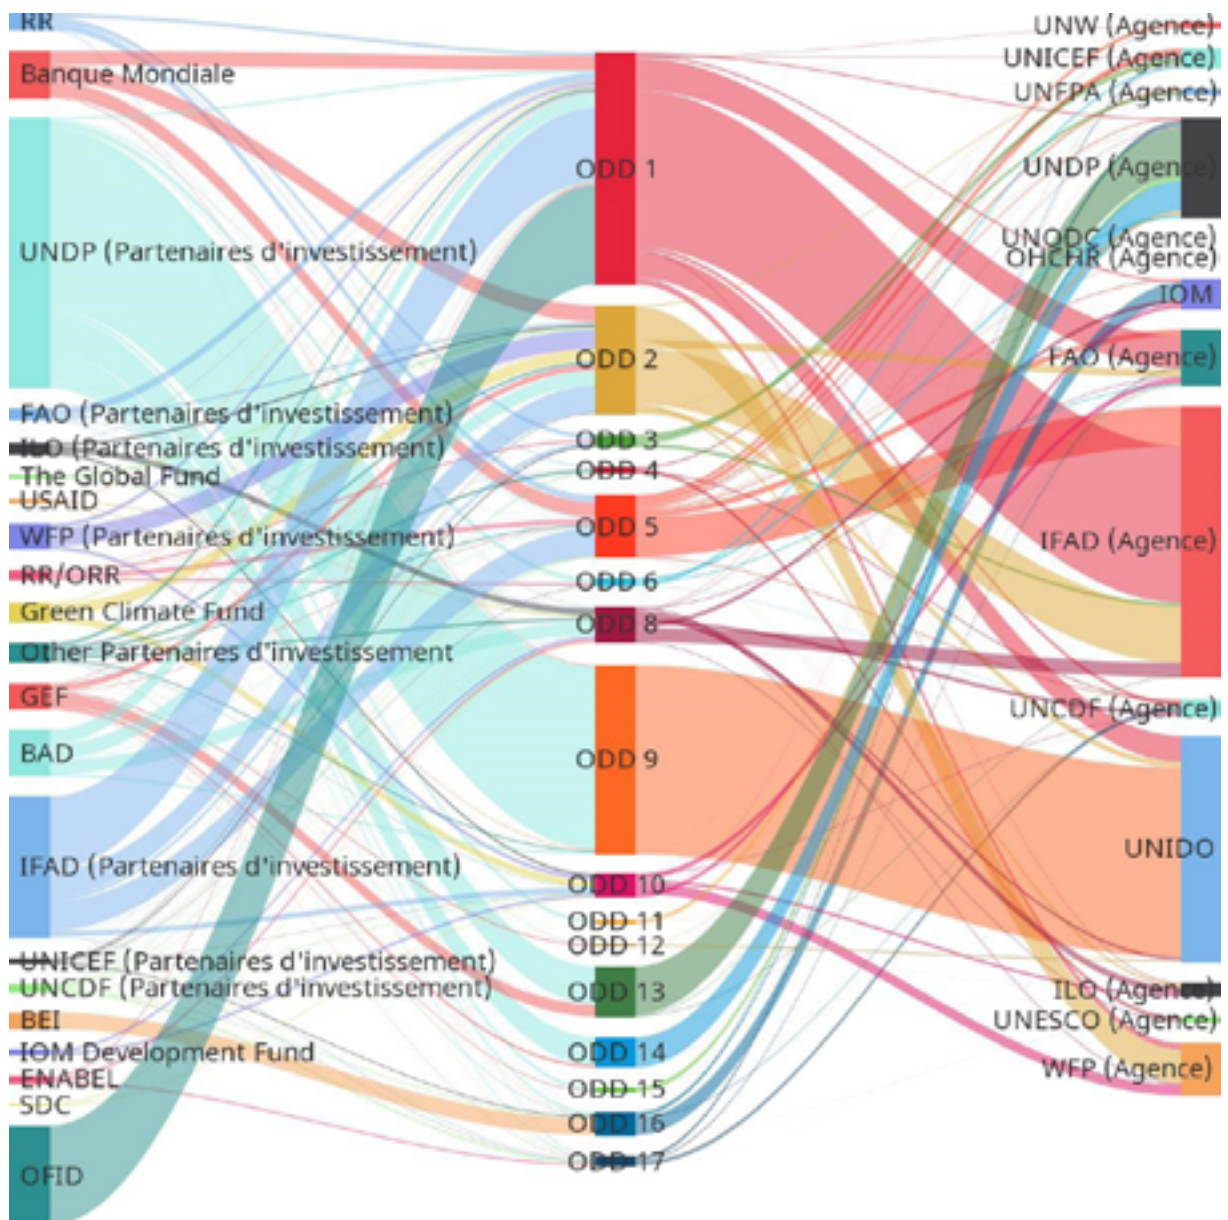 RR
Banque Mondiale
UNDP (Partenaires d'investissement)
FAO (Partenaires d'investissement)
ILO (Partenaires d'investissement)
The Global Fund
USAID
WFP (Partenaires d'investissement)
RR/ORR
Green Climate Fund
Other Partenaires d'investissement
GEF
BAD
IFAD (Partenaires d'investissement)
UNICEF (Partenaires d'investissement)
UNCDF (Partenaires d'investissement)
BEI
IOM Development Fund
ENABEL
SDC
OFID
ODD 1
ODD 2
ODD 3
ODD 4
ODD 5
ODD 6
ODD 8
ODD 9
ODD 10
ODD 11
ODD 12
ODD 13
ODD 14
ODD 15
ODD 16
ODD 17
UNW (Agence)
UNICEF (Agence)
UNFPA (Agence)
UNDP (Agence)
UNODC (Agence)
OHCHR (Agence)
IOM
FAO (Agence)
IFAD (Agence)
UNCDF (Agence)
UNIDO
ILO (Agence)
UNESCO (Agence)
WFP (Agence)